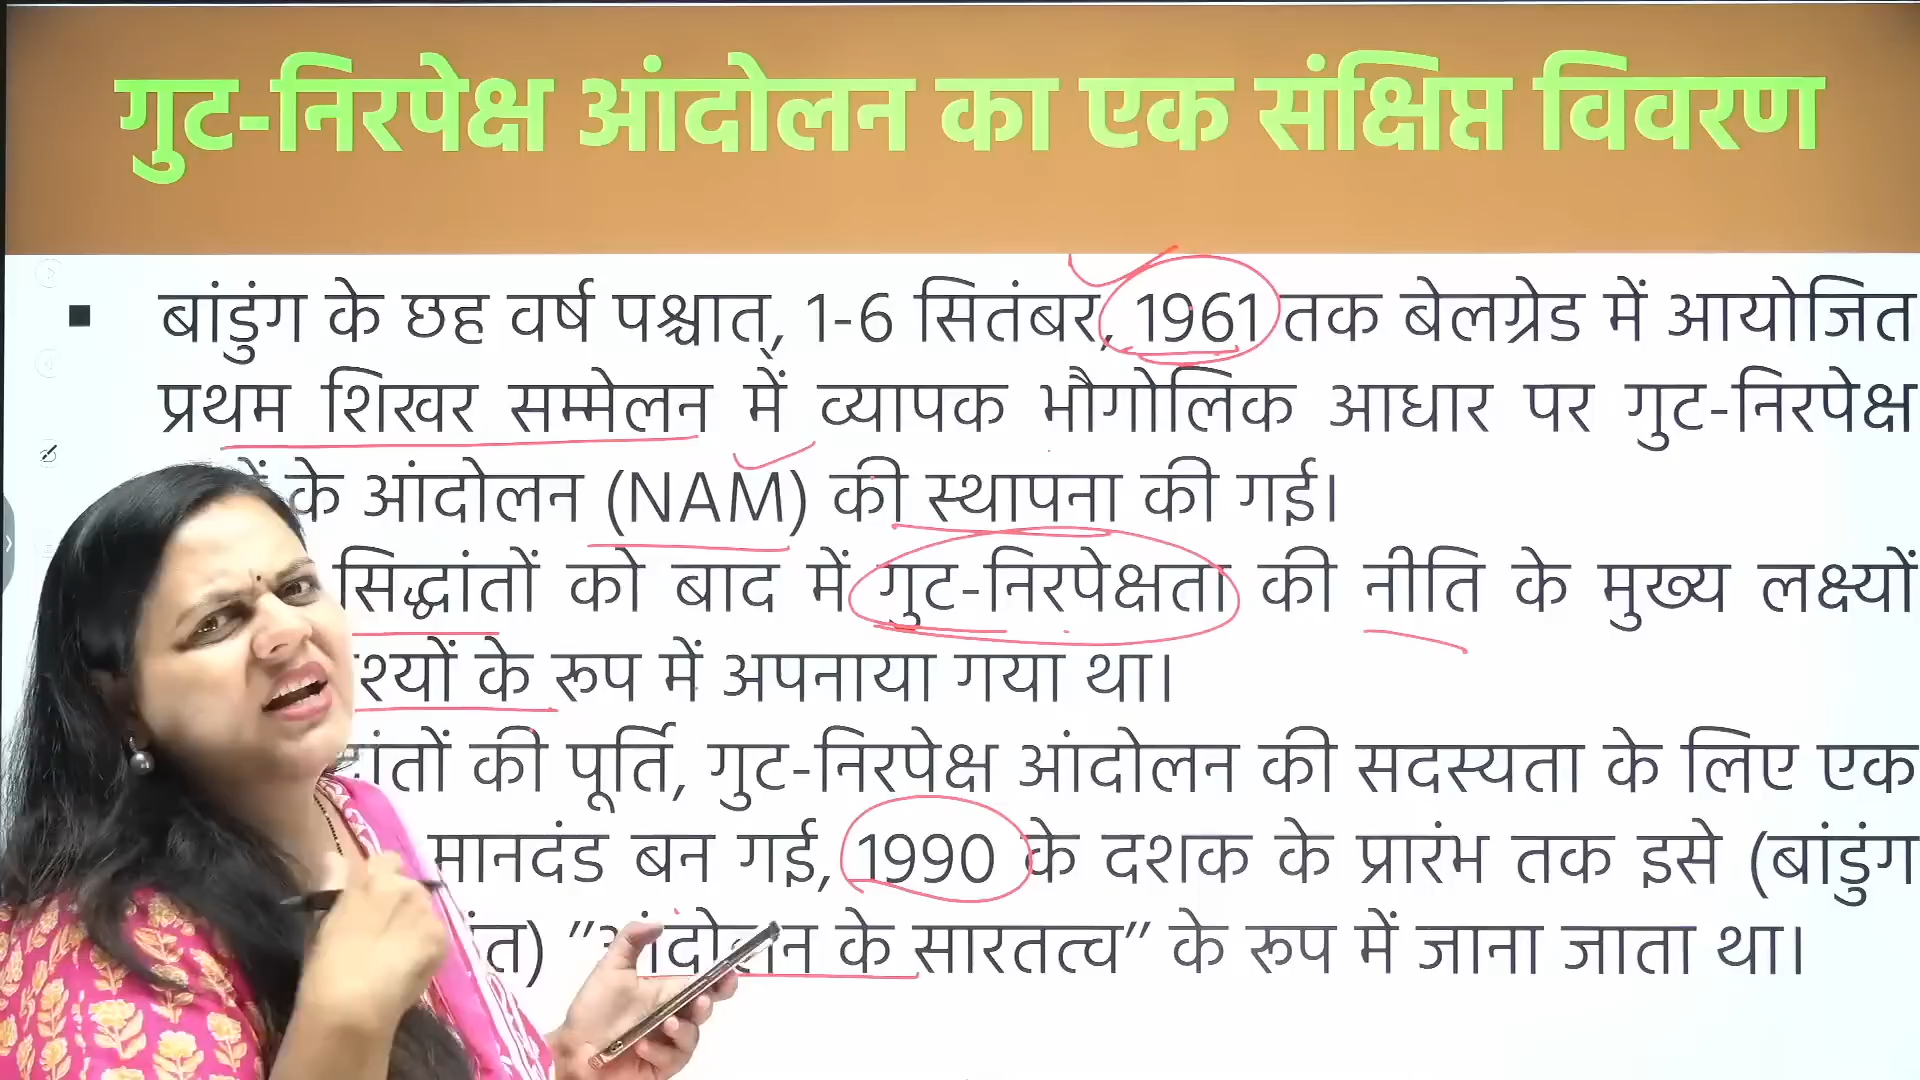 गुट-निरपेक्ष आंदोलन का एक संक्षिप्त विवरण
▪ बांडुंग के छह वर्ष पश्चात्, 1-6 सितंबर, 1961 तक बेलग्रेड में आयोजित
प्रथम शिखर सम्मेलन में व्यापक भौगोलिक आधार पर गुट-निरपेक्ष
के आंदोलन (NAM) की स्थापना की गई।
सिद्धांतों को बाद में गुट-निरपेक्षता की नीति के मुख्य लक्ष्यों
के रूप में अपनाया गया था।
की पूर्ति, गुट-निरपेक्ष आंदोलन की सदस्यता के लिए एक
मानदंड बन गई, 1990 के दशक के प्रारंभ तक इसे (बांडुंग
"आंदोलन के सारतत्व" के रूप में जाना जाता था।